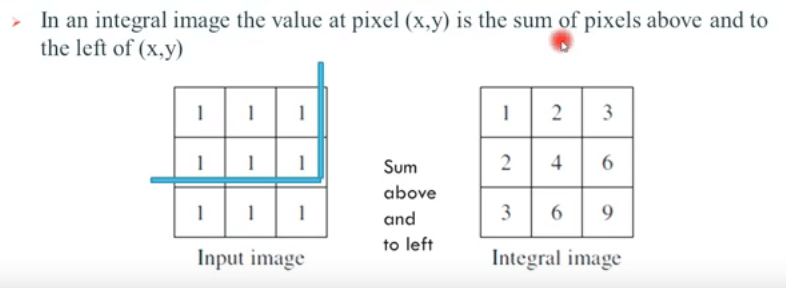 ➢ In an integral image the value at pixel (x,y) is the sum of pixels above and to
the left of (x,y)
1 1 1
1 1 1
1 1 1
Input image
Sum
above
and
to left
1 2 3
2 4 6
3 6 9
Integral image